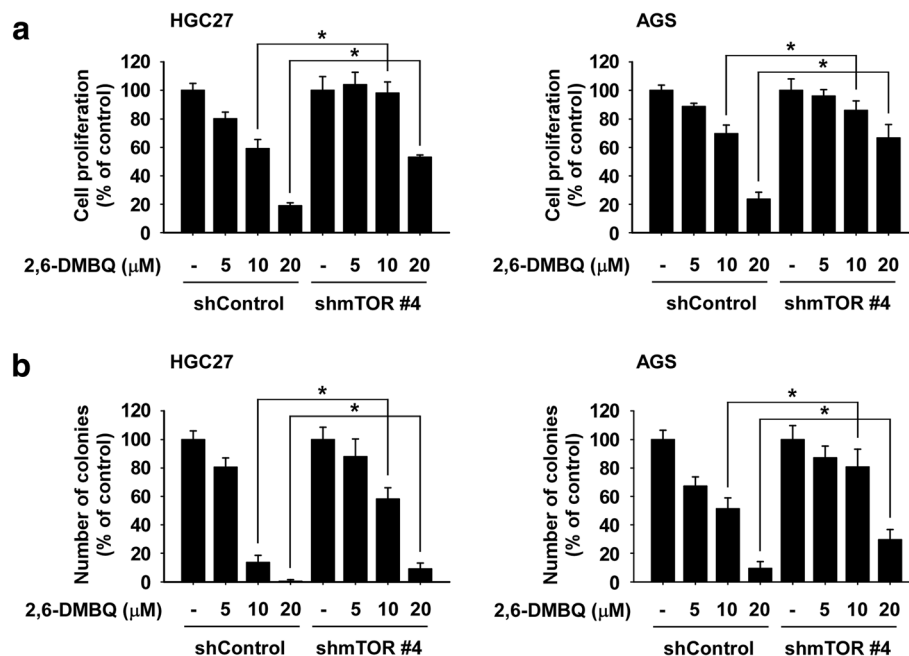 a
HGC27
AGS
Cell proliferation
(% of control)
120
100
80
60
40
20
0
* 
*
2,6-DMBQ (μM) - 5 10 20 - 5 10 20
shControl shmTOR #4
Cell proliferation
(% of control)
120
100
80
60
40
20
0
*
*
2,6-DMBQ (μM) - 5 10 20 - 5 10 20
shControl shmTOR #4
b
HGC27
AGS
Number of colonies
(% of control)
120
100
80
60
40
20
0
*
*
2,6-DMBQ (μM) - 5 10 20 - 5 10 20
shControl shmTOR #4
Number of colonies
(% of control)
120
100
80
60
40
20
0
*
*
2,6-DMBQ (μM) - 5 10 20 - 5 10 20
shControl shmTOR #4